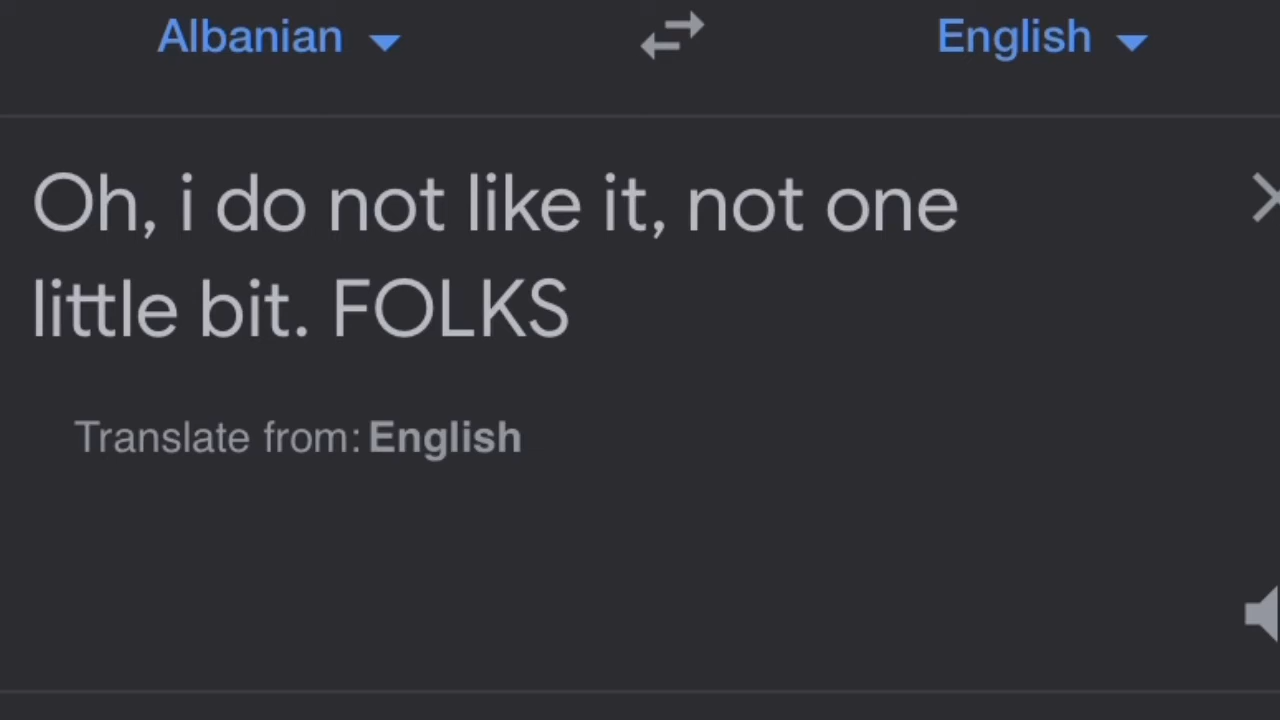 Albanian English
Oh, i do not like it, not one
little bit. FOLKS
Translate from: English